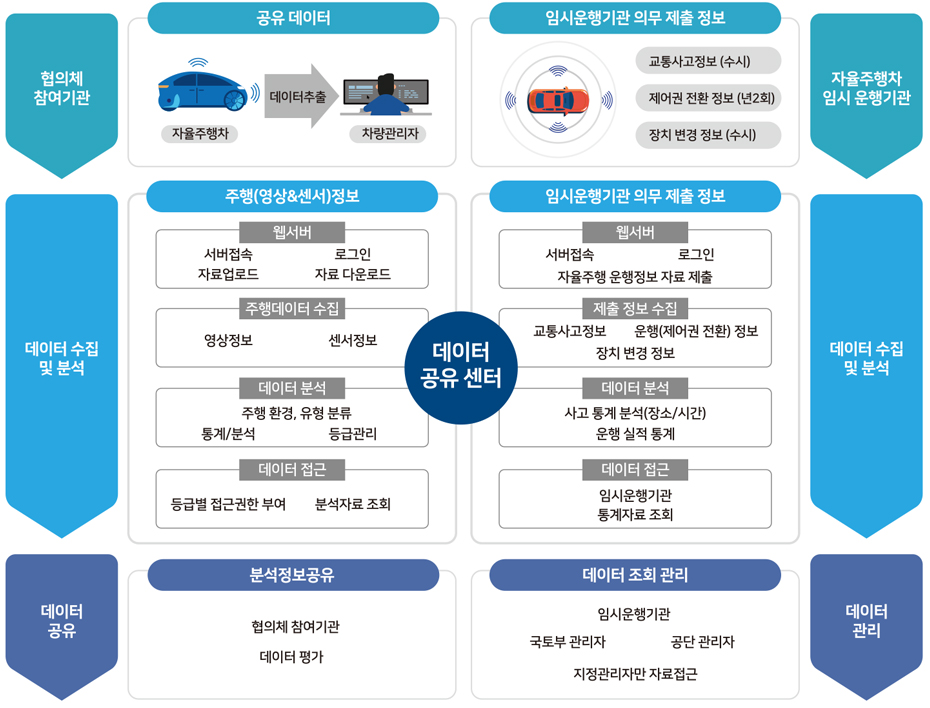 협의체
참여기관
공유 데이터
데이터추출
자율주행차
차량관리자
임시운행기관 의무 제출 정보
교통사고정보 (수시)
제어권 전환 정보 (년2회)
장치 변경 정보 (수시)
자율주행차
임시 운행기관
데이터 수집
및 분석
주행(영상&센서)정보
웹서버
서버접속 로그인
자료업로드 자료 다운로드
주행데이터 수집
영상정보 센서정보
데이터 분석
주행 환경, 유형 분류
통계/분석 등급관리
데이터 접근
등급별 접근권한 부여 분석자료 조회
데이터
공유 센터
임시운행기관 의무 제출 정보
웹서버
서버접속 로그인
자율주행 운행정보 자료 제출
제출 정보 수집
교통사고정보 운행(제어권 전환) 정보
장치 변경 정보
데이터 분석
사고 통계 분석(장소/시간)
운행 실적 통계
데이터 접근
임시운행기관
통계자료 조회
데이터 수집
및 분석
데이터
공유
분석정보공유
협의체 참여기관
데이터 평가
데이터 조회 관리
임시운행기관
국토부 관리자 공단 관리자
지정관리자만 자료접근
데이터
관리